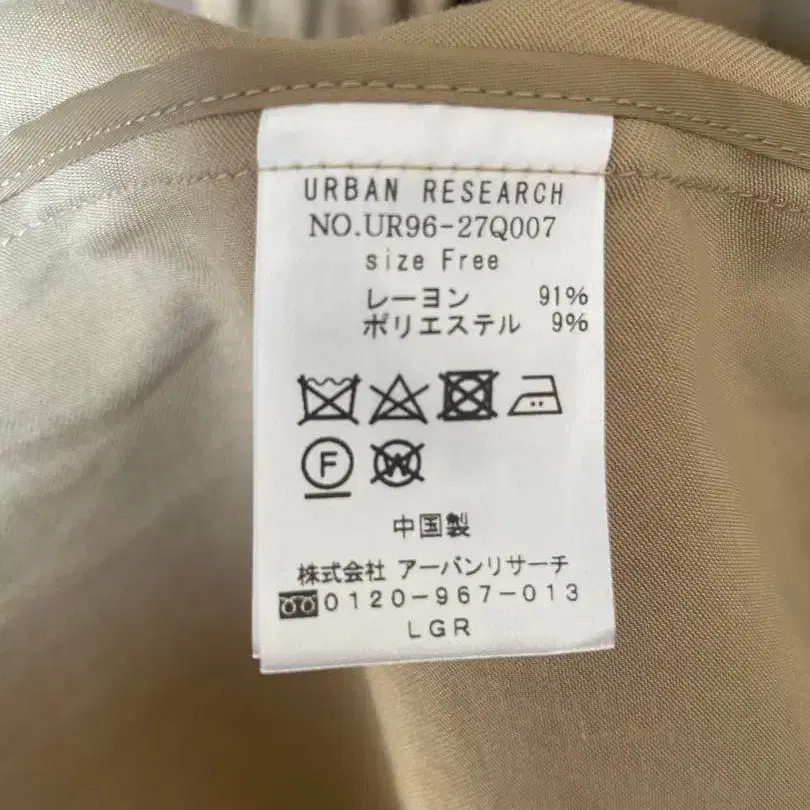 URBAN RESEARCH
NO.UR96-27Q007
size Free
レーヨン 91%
ポリエステル 9%
F W
中国製
株式会社 アーバンリサーチ
0120-967-013
LGR